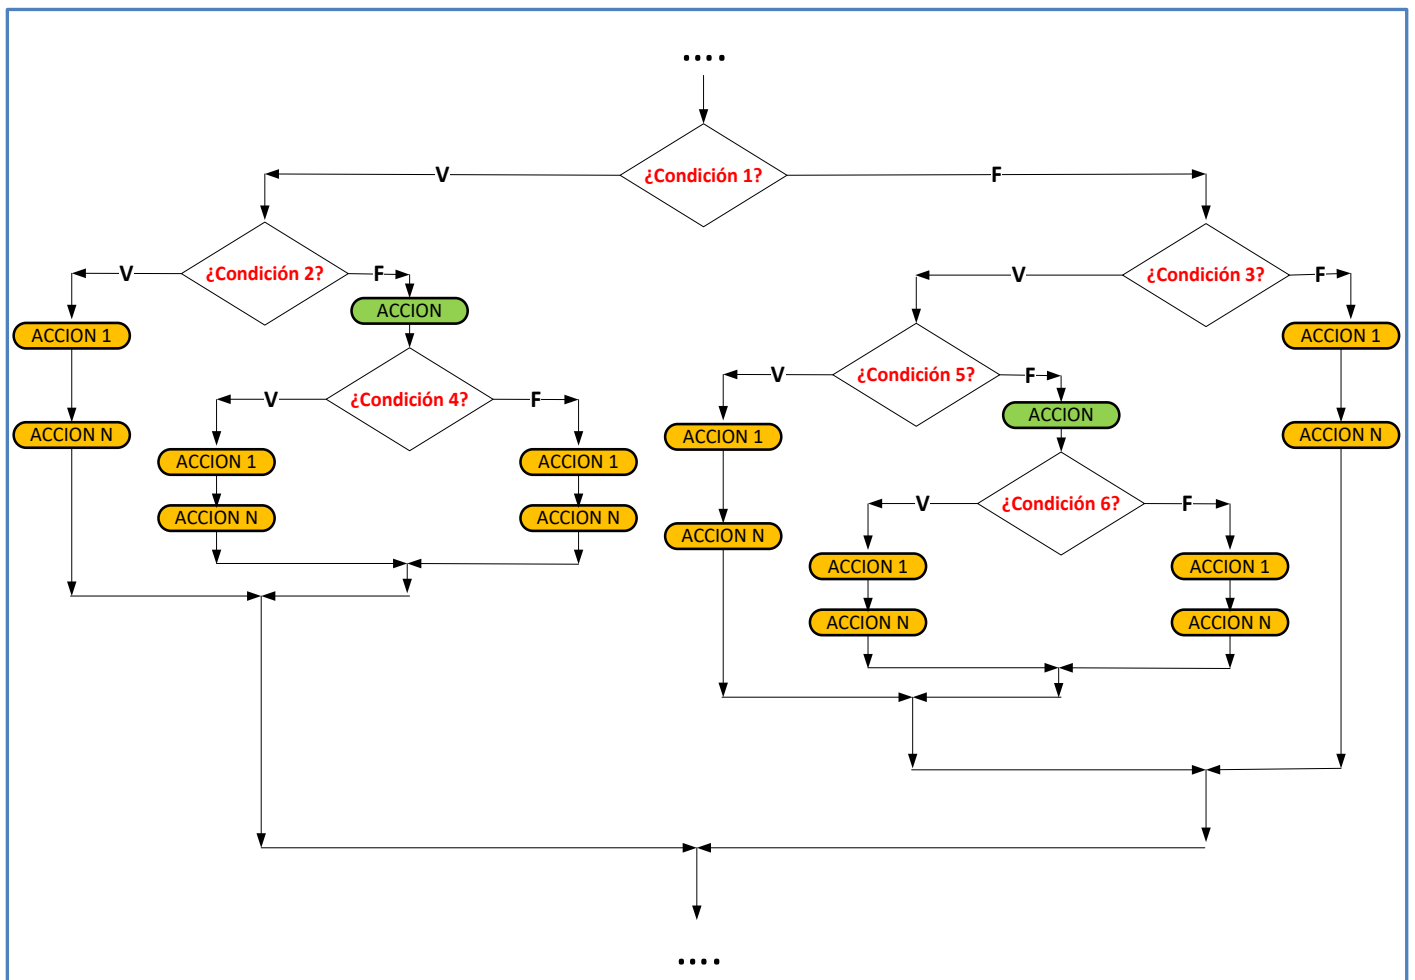 ....
¿Condición 1?
V
F
¿Condición 2?
V
F
¿Condición 3?
V
F
ACCION
ACCION 1
ACCION 1
¿Condición 5?
V
F
¿Condición 4?
V
F
ACCION
ACCION N
ACCION 1
ACCION N
ACCION 1
ACCION 1
¿Condición 6?
V
F
ACCION N
ACCION N
ACCION N
ACCION 1
ACCION 1
ACCION N
ACCION N
....